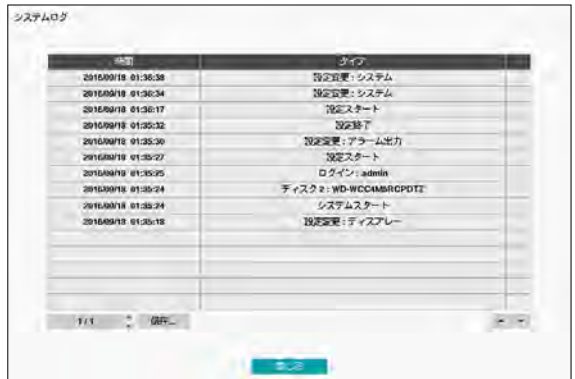 システムログ
時間 タイプ
2016/09/18 01:36:38 設定変更 : システム
2016/09/18 01:36:34 設定変更 : システム
2016/09/18 01:36:17 設定スタート
2016/09/18 01:35:32 設定終了
2016/09/18 01:35:30 設定変更 : アラーム出力
2016/09/18 01:35:27 設定スタート
2016/09/18 01:35:25 ログイン : admin
2016/09/18 01:35:24 ディスク 2 :
2016/09/18 01:35:24 システムスタート
2016/09/18 01:35:18 設定変更 : ディスプレー
1 / 1 保存...
閉じる